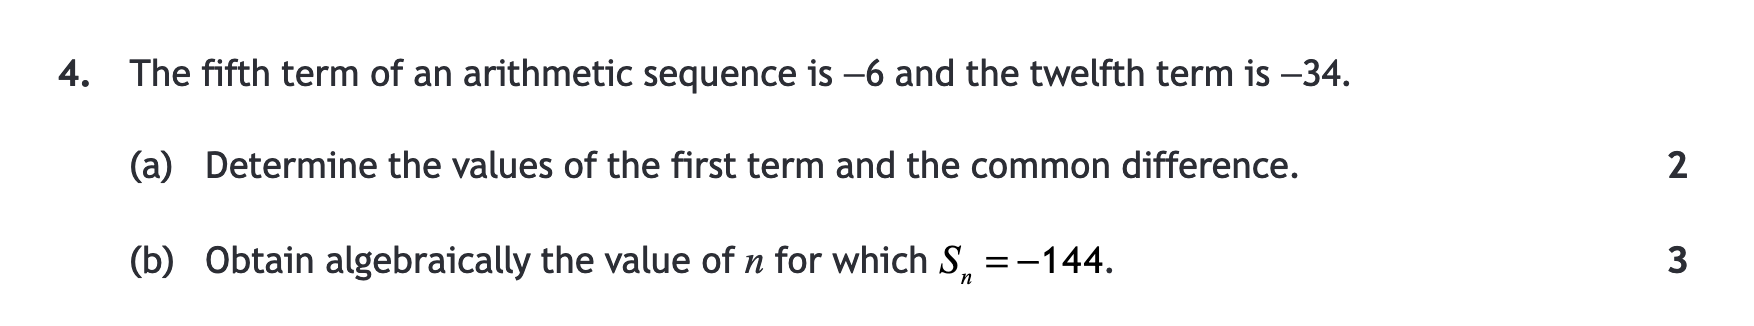 4. The fifth term of an arithmetic sequence is –6 and the twelfth term is –34.
(a) Determine the values of the first term and the common difference. 2
(b) Obtain algebraically the value of n for which Sₙ = –144. 3